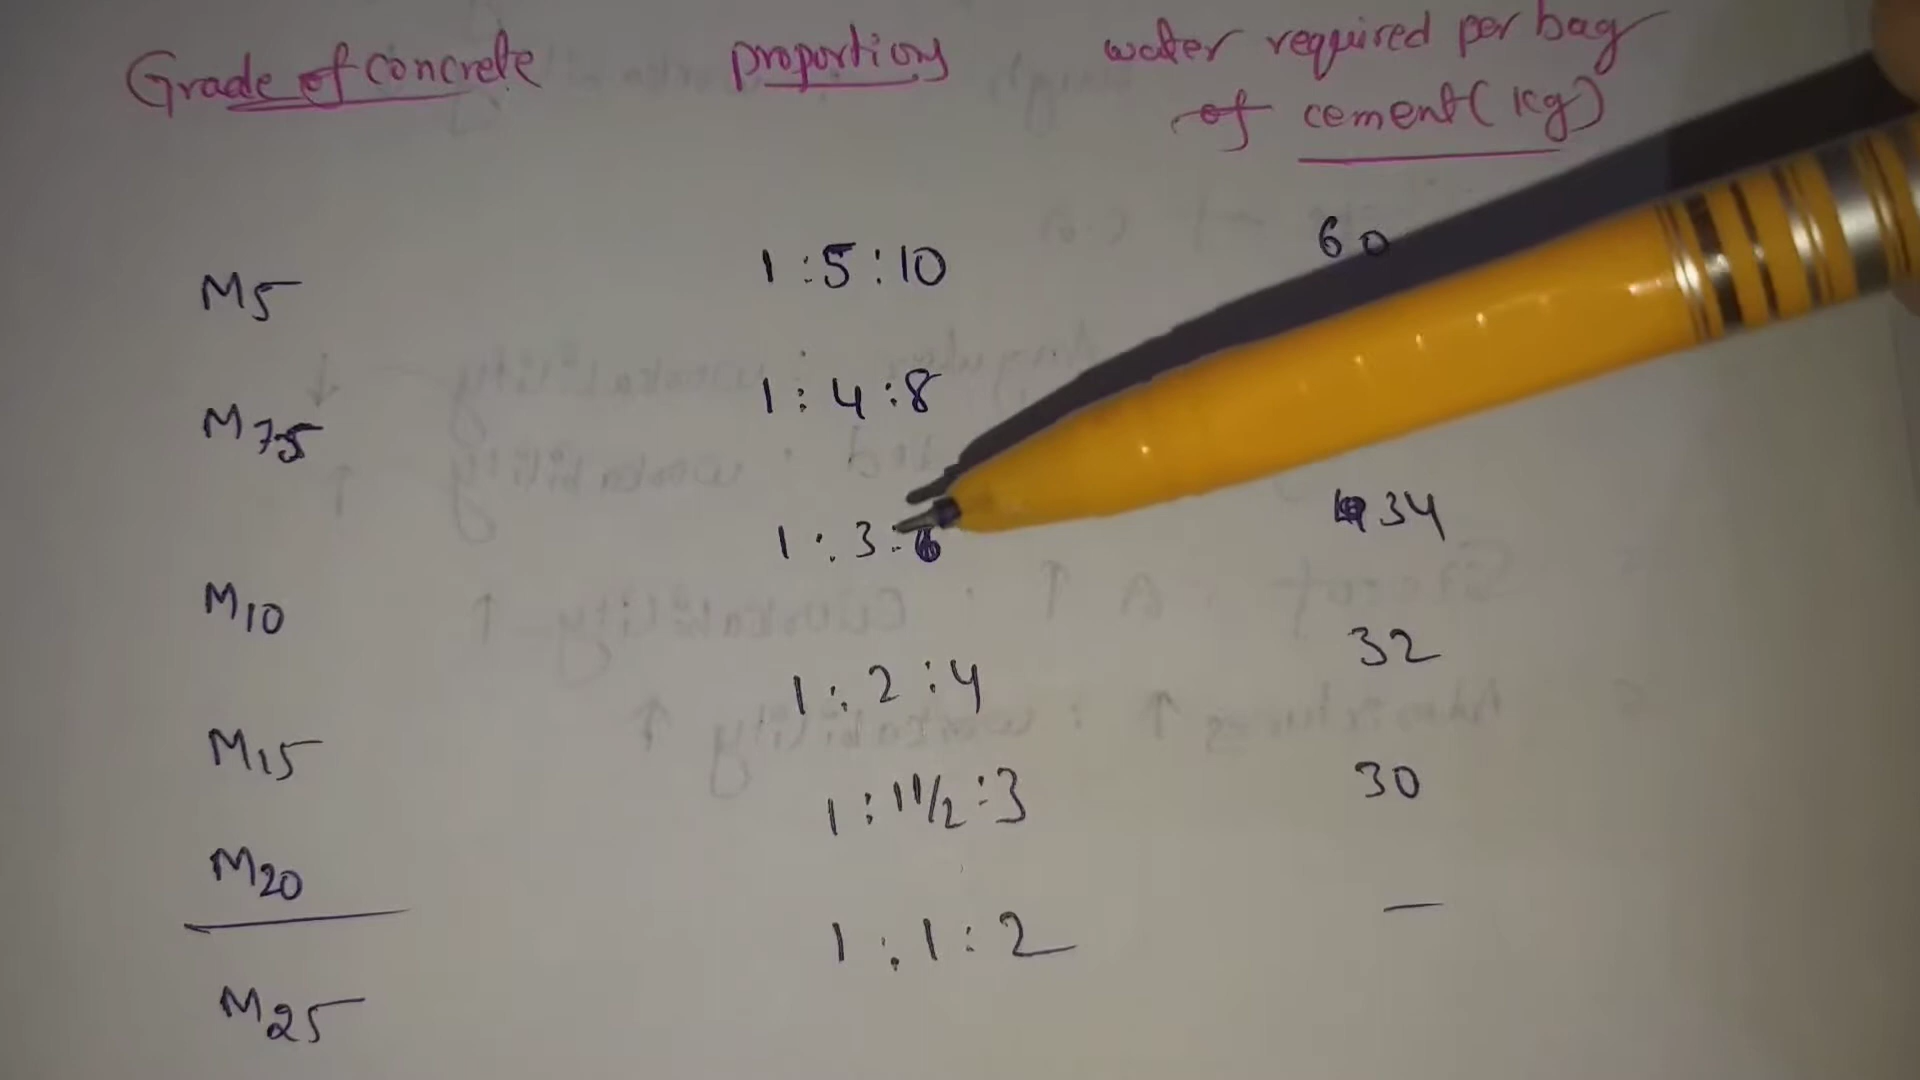 Grade of concrete proportions water required per bag
of cement (kg)
M5 1:5:10 60
M7.5 1:4:8
M10 1:3:6 34
M15 1:2:4 32
M20 1:1 1/2:3 30
M25 1:1:2 —